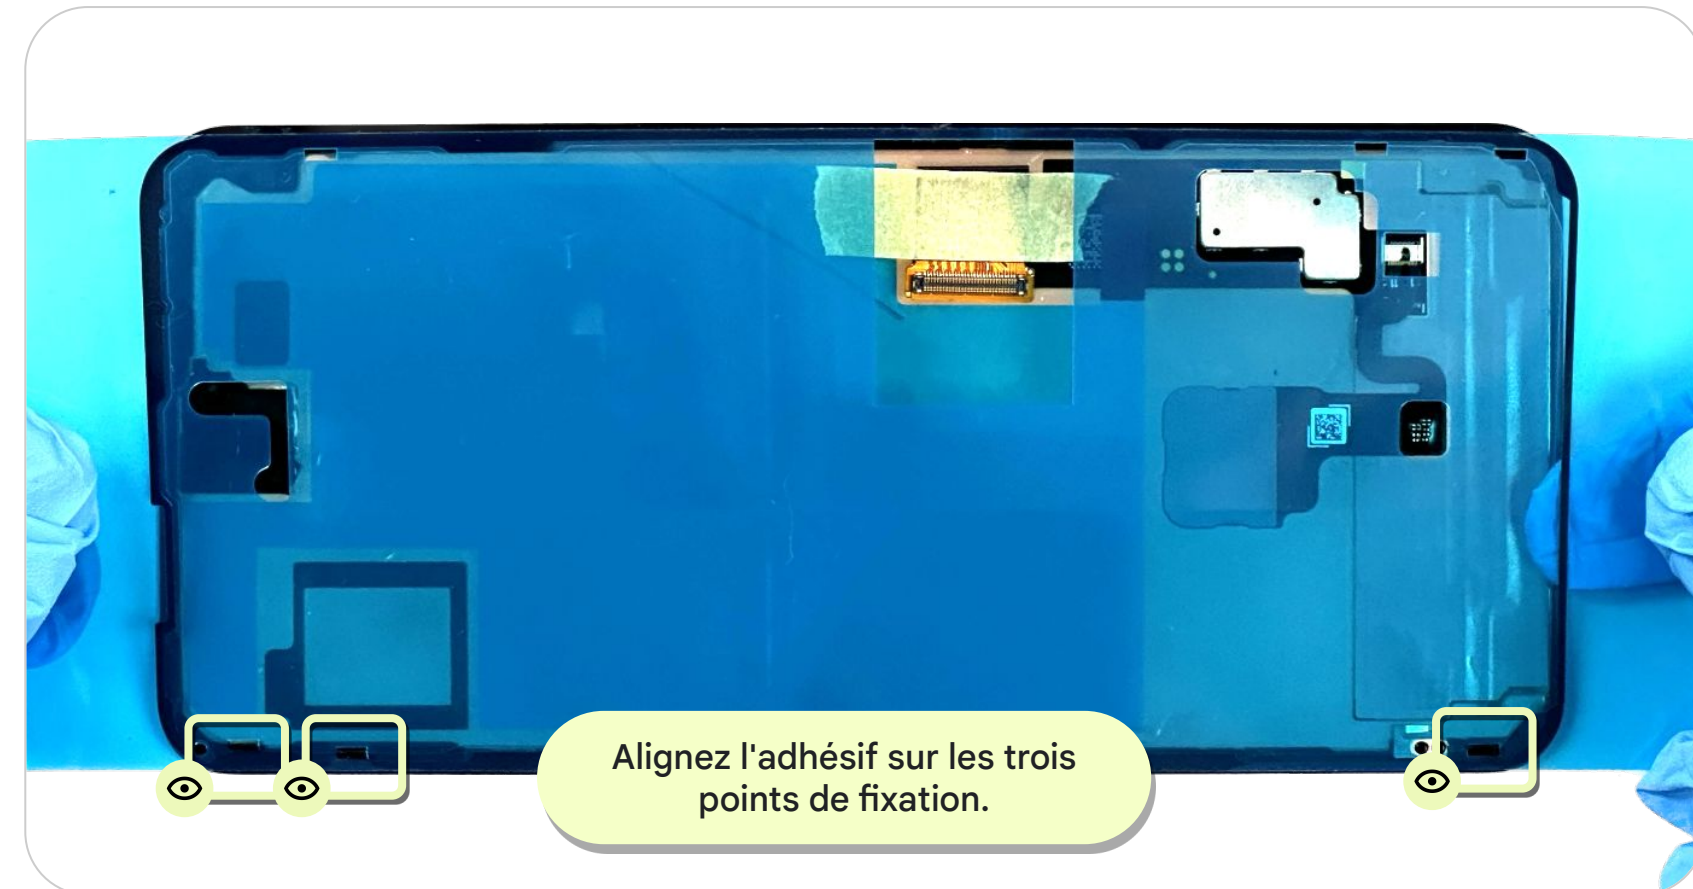 Alignez l'adhésif sur les trois
points de fixation.